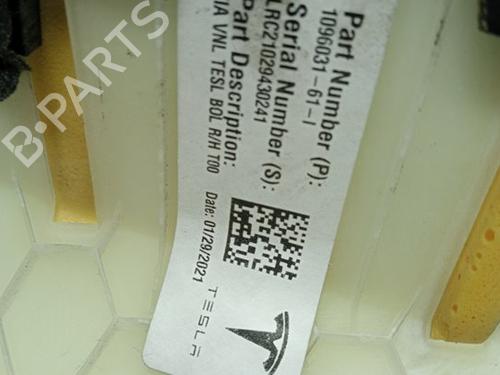 Part Number (P):
1096031-61-I
Serial Number (S):
LRC21029430241
Part Description:
IA VNL TESL BOL R/H T00
Date: 01/29/2021
TESLA
B-PARTS